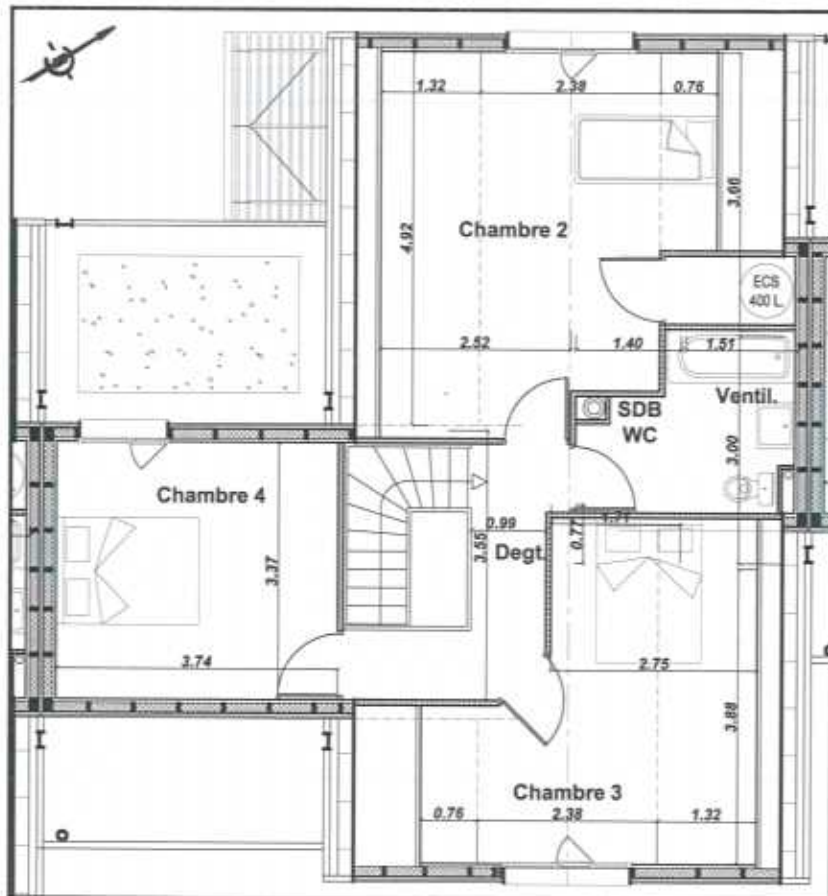 1.32
2.38
0.76
3.66
4.92
Chambre 2
ECS
400 L.
2.52
1.40
1.51
SDB
WC
Ventil.
3.00
Chambre 4
0.99
0.77
1.71
Degt.
3.55
3.37
3.74
2.75
3.88
Chambre 3
0.76
2.38
1.32